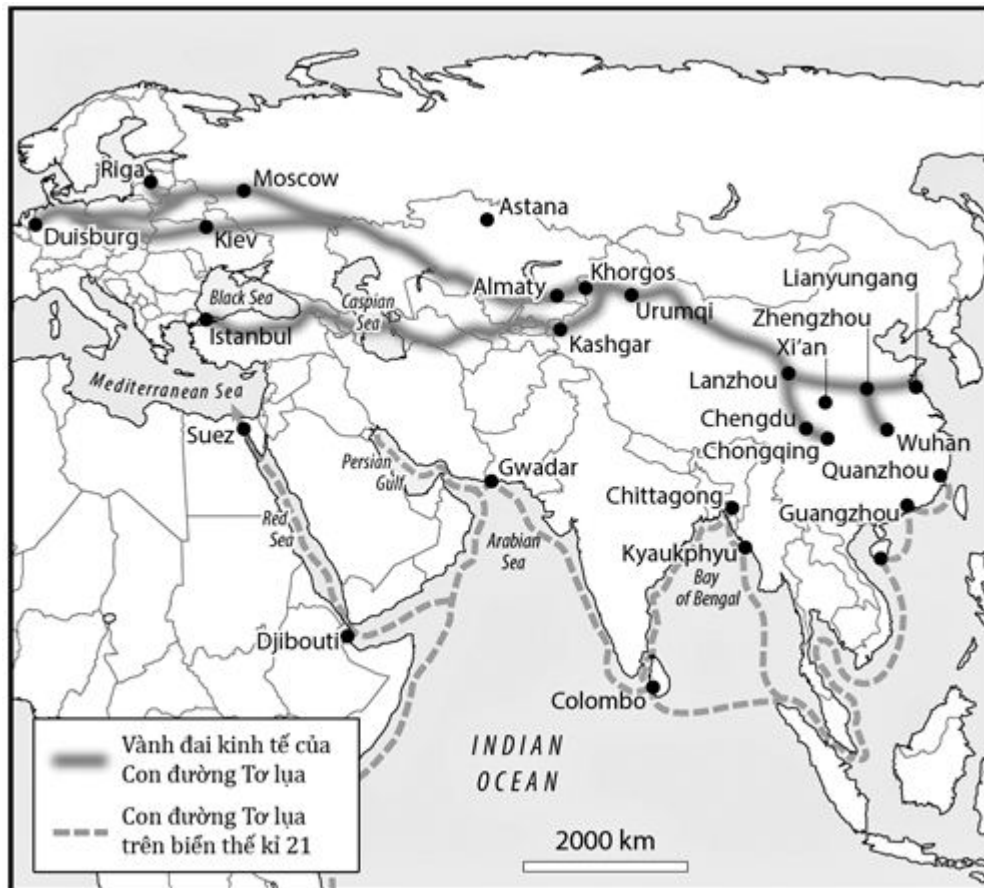 Riga
Moscow
Astana
Duisburg
Kiev
Khorgos
Lianyungang
Almaty
Black Sea
Caspian
Sea
Urumqi
Zhengzhou
Istanbul
Kashgar
Xi'an
Mediterranean Sea
Lanzhou
Suez
Chengdu
Wuhan
Chongqing
Persian
Gulf
Gwadar
Quanzhou
Chittagong
Guangzhou
Red
Sea
Arabian
Sea
Kyaukphyu
Bay
of Bengal
Djibouti
Colombo
INDIAN
OCEAN
Vành đai kinh tế của
Con đường Tơ lụa
Con đường Tơ lụa
trên biển thế kỉ 21
2000 km